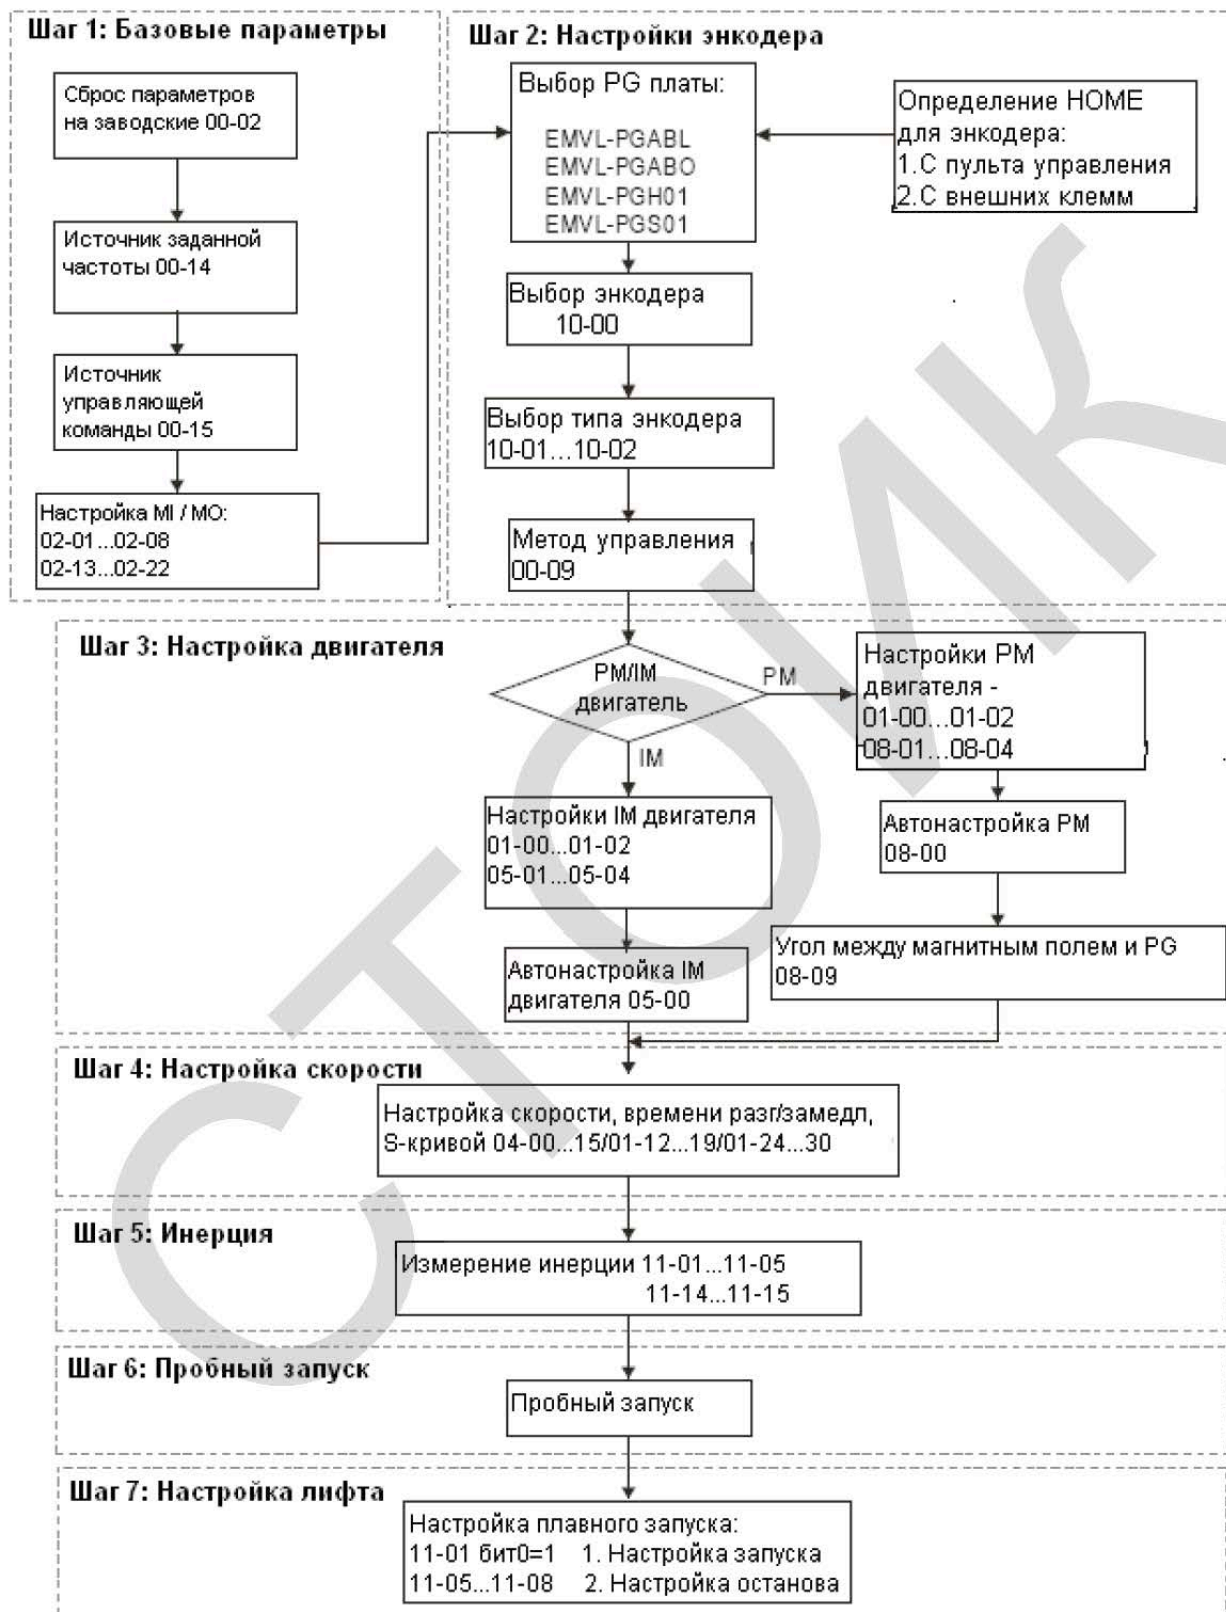 Шаг 1: Базовые параметры
Сброс параметров
на заводские 00-02
Источник заданной
частоты 00-14
Источник
управляющей
команды 00-15
Настройка MI / MO:
02-01...02-08
02-13...02-22
Шаг 2: Настройки энкодера
Выбор PG платы:
EMVL-PGABL
EMVL-PGABO
EMVL-PGH01
EMVL-PGS01
Определение HOME
для энкодера:
1.С пульта управления
2.С внешних клемм
Выбор энкодера
10-00
Выбор типа энкодера
10-01...10-02
Метод управления
00-09
Шаг 3: Настройка двигателя
PM/IM
двигатель
PM
IM
Настройки PM
двигателя -
01-00...01-02
08-01...08-04
Настройки IM двигателя
01-00...01-02
05-01...05-04
Автонастройка PM
08-00
Автонастройка IM
двигателя 05-00
Угол между магнитным полем и PG
08-09
Шаг 4: Настройка скорости
Настройка скорости, времени разг/замедл,
S-кривой 04-00...15/01-12...19/01-24...30
Шаг 5: Инерция
Измерение инерции 11-01...11-05
11-14...11-15
Шаг 6: Пробный запуск
Пробный запуск
Шаг 7: Настройка лифта
Настройка плавного запуска:
11-01 бит0=1 1. Настройка запуска
11-05...11-08 2. Настройка останова
СТОИК